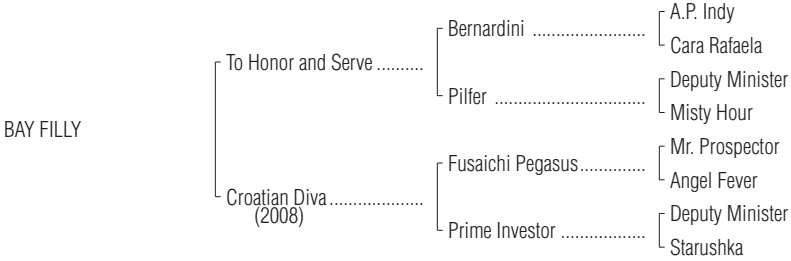 A.P. Indy
Bernardini ........................
Cara Rafaela
To Honor and Serve ..........
Deputy Minister
Pilfer ................................
Misty Hour
BAY FILLY
Mr. Prospector
Fusaichi Pegasus..............
Angel Fever
Croatian Diva....................
(2008)
Deputy Minister
Prime Investor ..................
Starushka